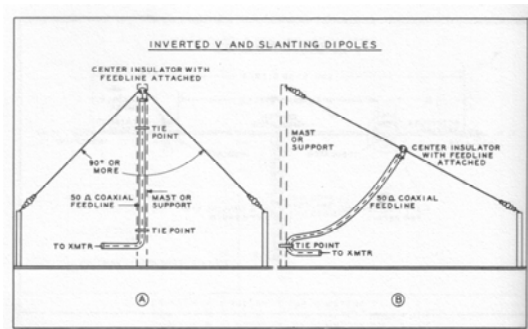 INVERTED V AND SLANTING DIPOLES
CENTER INSULATOR WITH
FEEDLINE ATTACHED
TIE
POINT
90° OR
MORE
50 Ω COAXIAL
FEEDLINE
MAST OR
SUPPORT
TIE POINT
TO XMTR
A
MAST
OR
SUPPORT
CENTER INSULATOR
WITH FEEDLINE
ATTACHED
50 Ω COAXIAL
FEEDLINE
TIE POINT
TO XMTR
B